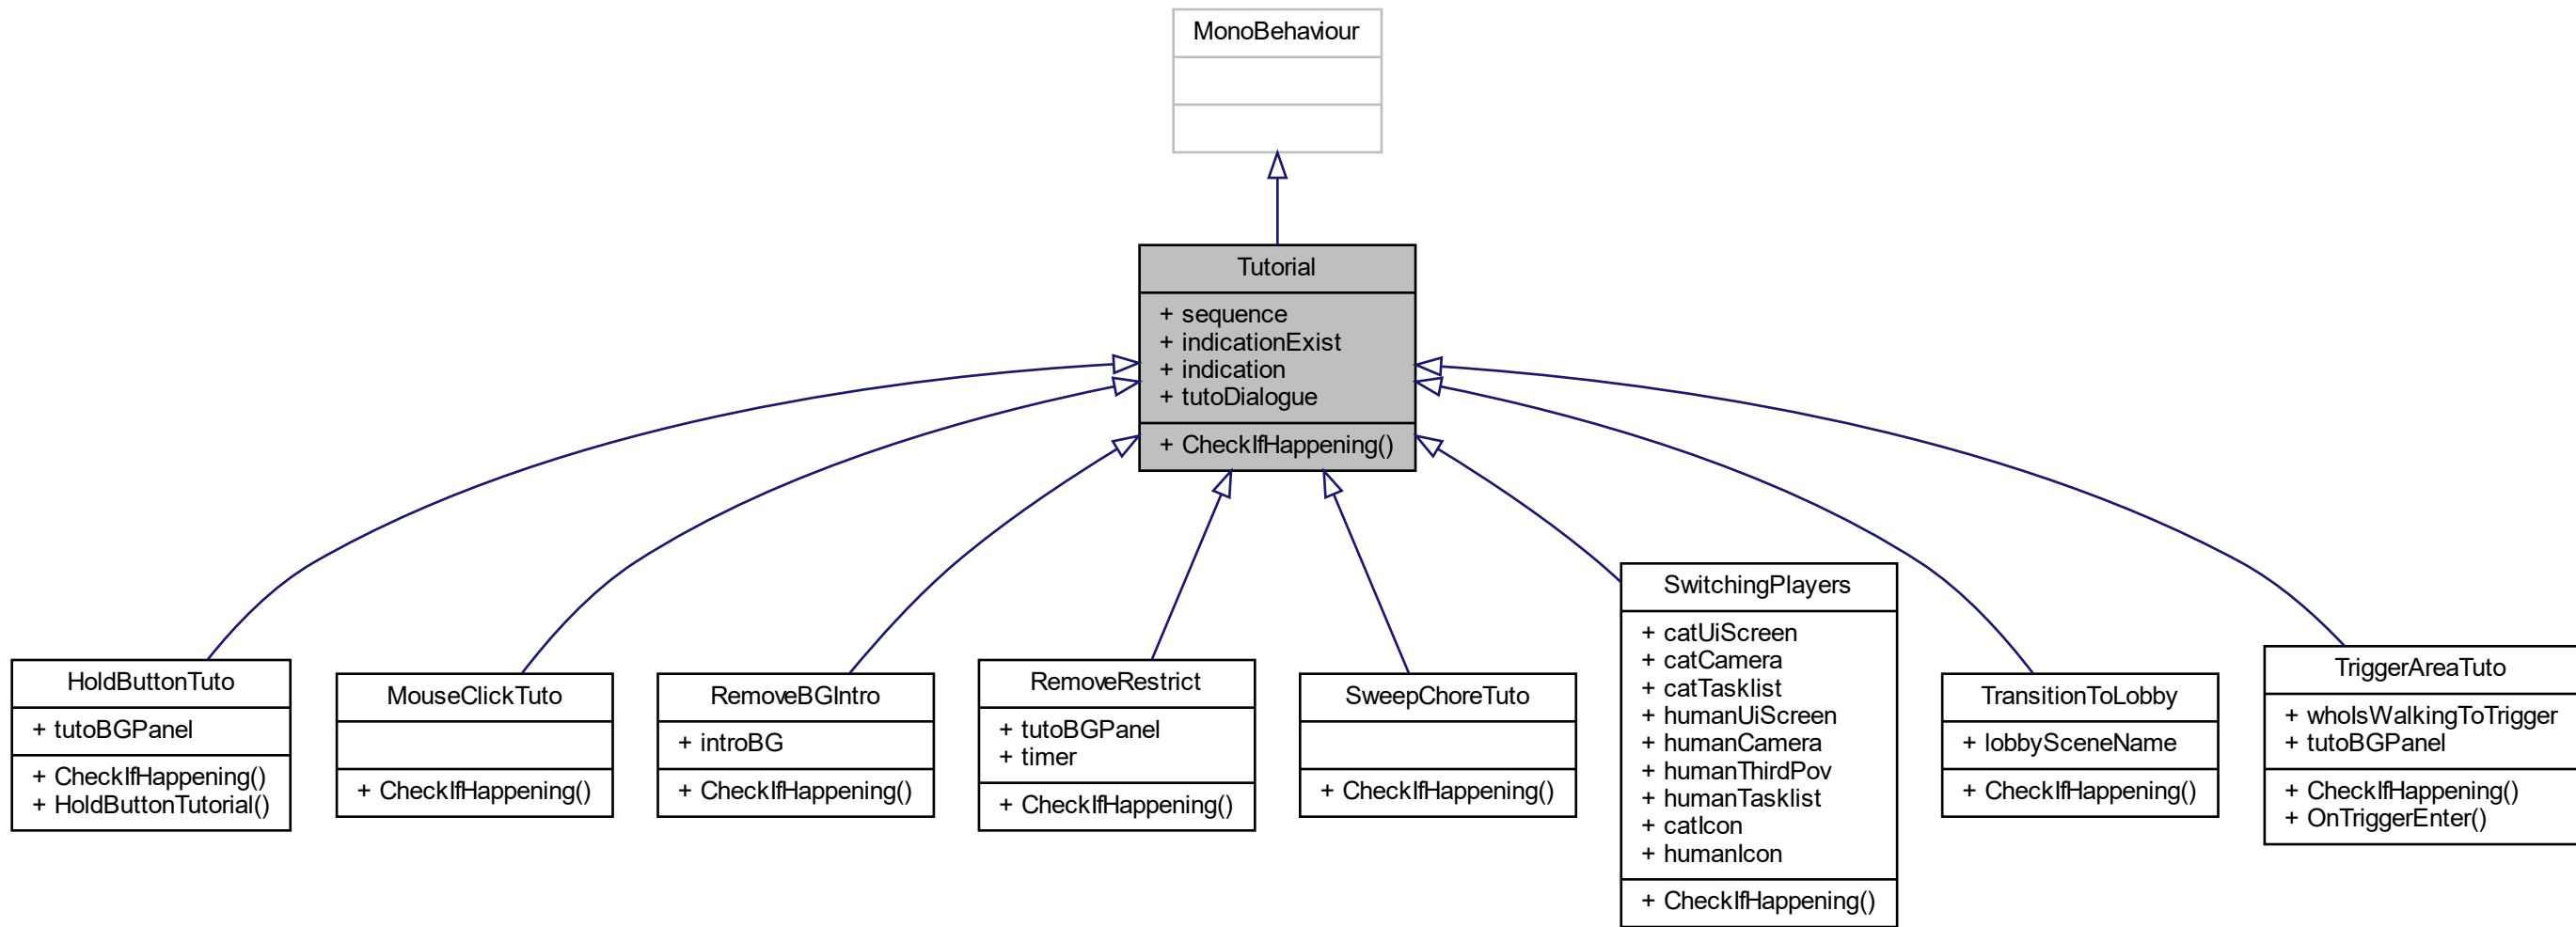 MonoBehaviour
Tutorial
+ sequence
+ indicationExist
+ indication
+ tutoDialogue
+ CheckIfHappening()
HoldButtonTuto
+ tutoBGPanel
+ CheckIfHappening()
+ HoldButtonTutorial()
MouseClickTuto
+ CheckIfHappening()
RemoveBGIntro
+ introBG
+ CheckIfHappening()
RemoveRestrict
+ tutoBGPanel
+ timer
+ CheckIfHappening()
SweepChoreTuto
+ CheckIfHappening()
SwitchingPlayers
+ catUiScreen
+ catCamera
+ catTasklist
+ humanUiScreen
+ humanCamera
+ humanThirdPov
+ humanTasklist
+ catIcon
+ humanIcon
+ CheckIfHappening()
TransitionToLobby
+ lobbySceneName
+ CheckIfHappening()
TriggerAreaTuto
+ whoIsWalkingToTrigger
+ tutoBGPanel
+ CheckIfHappening()
+ OnTriggerEnter()